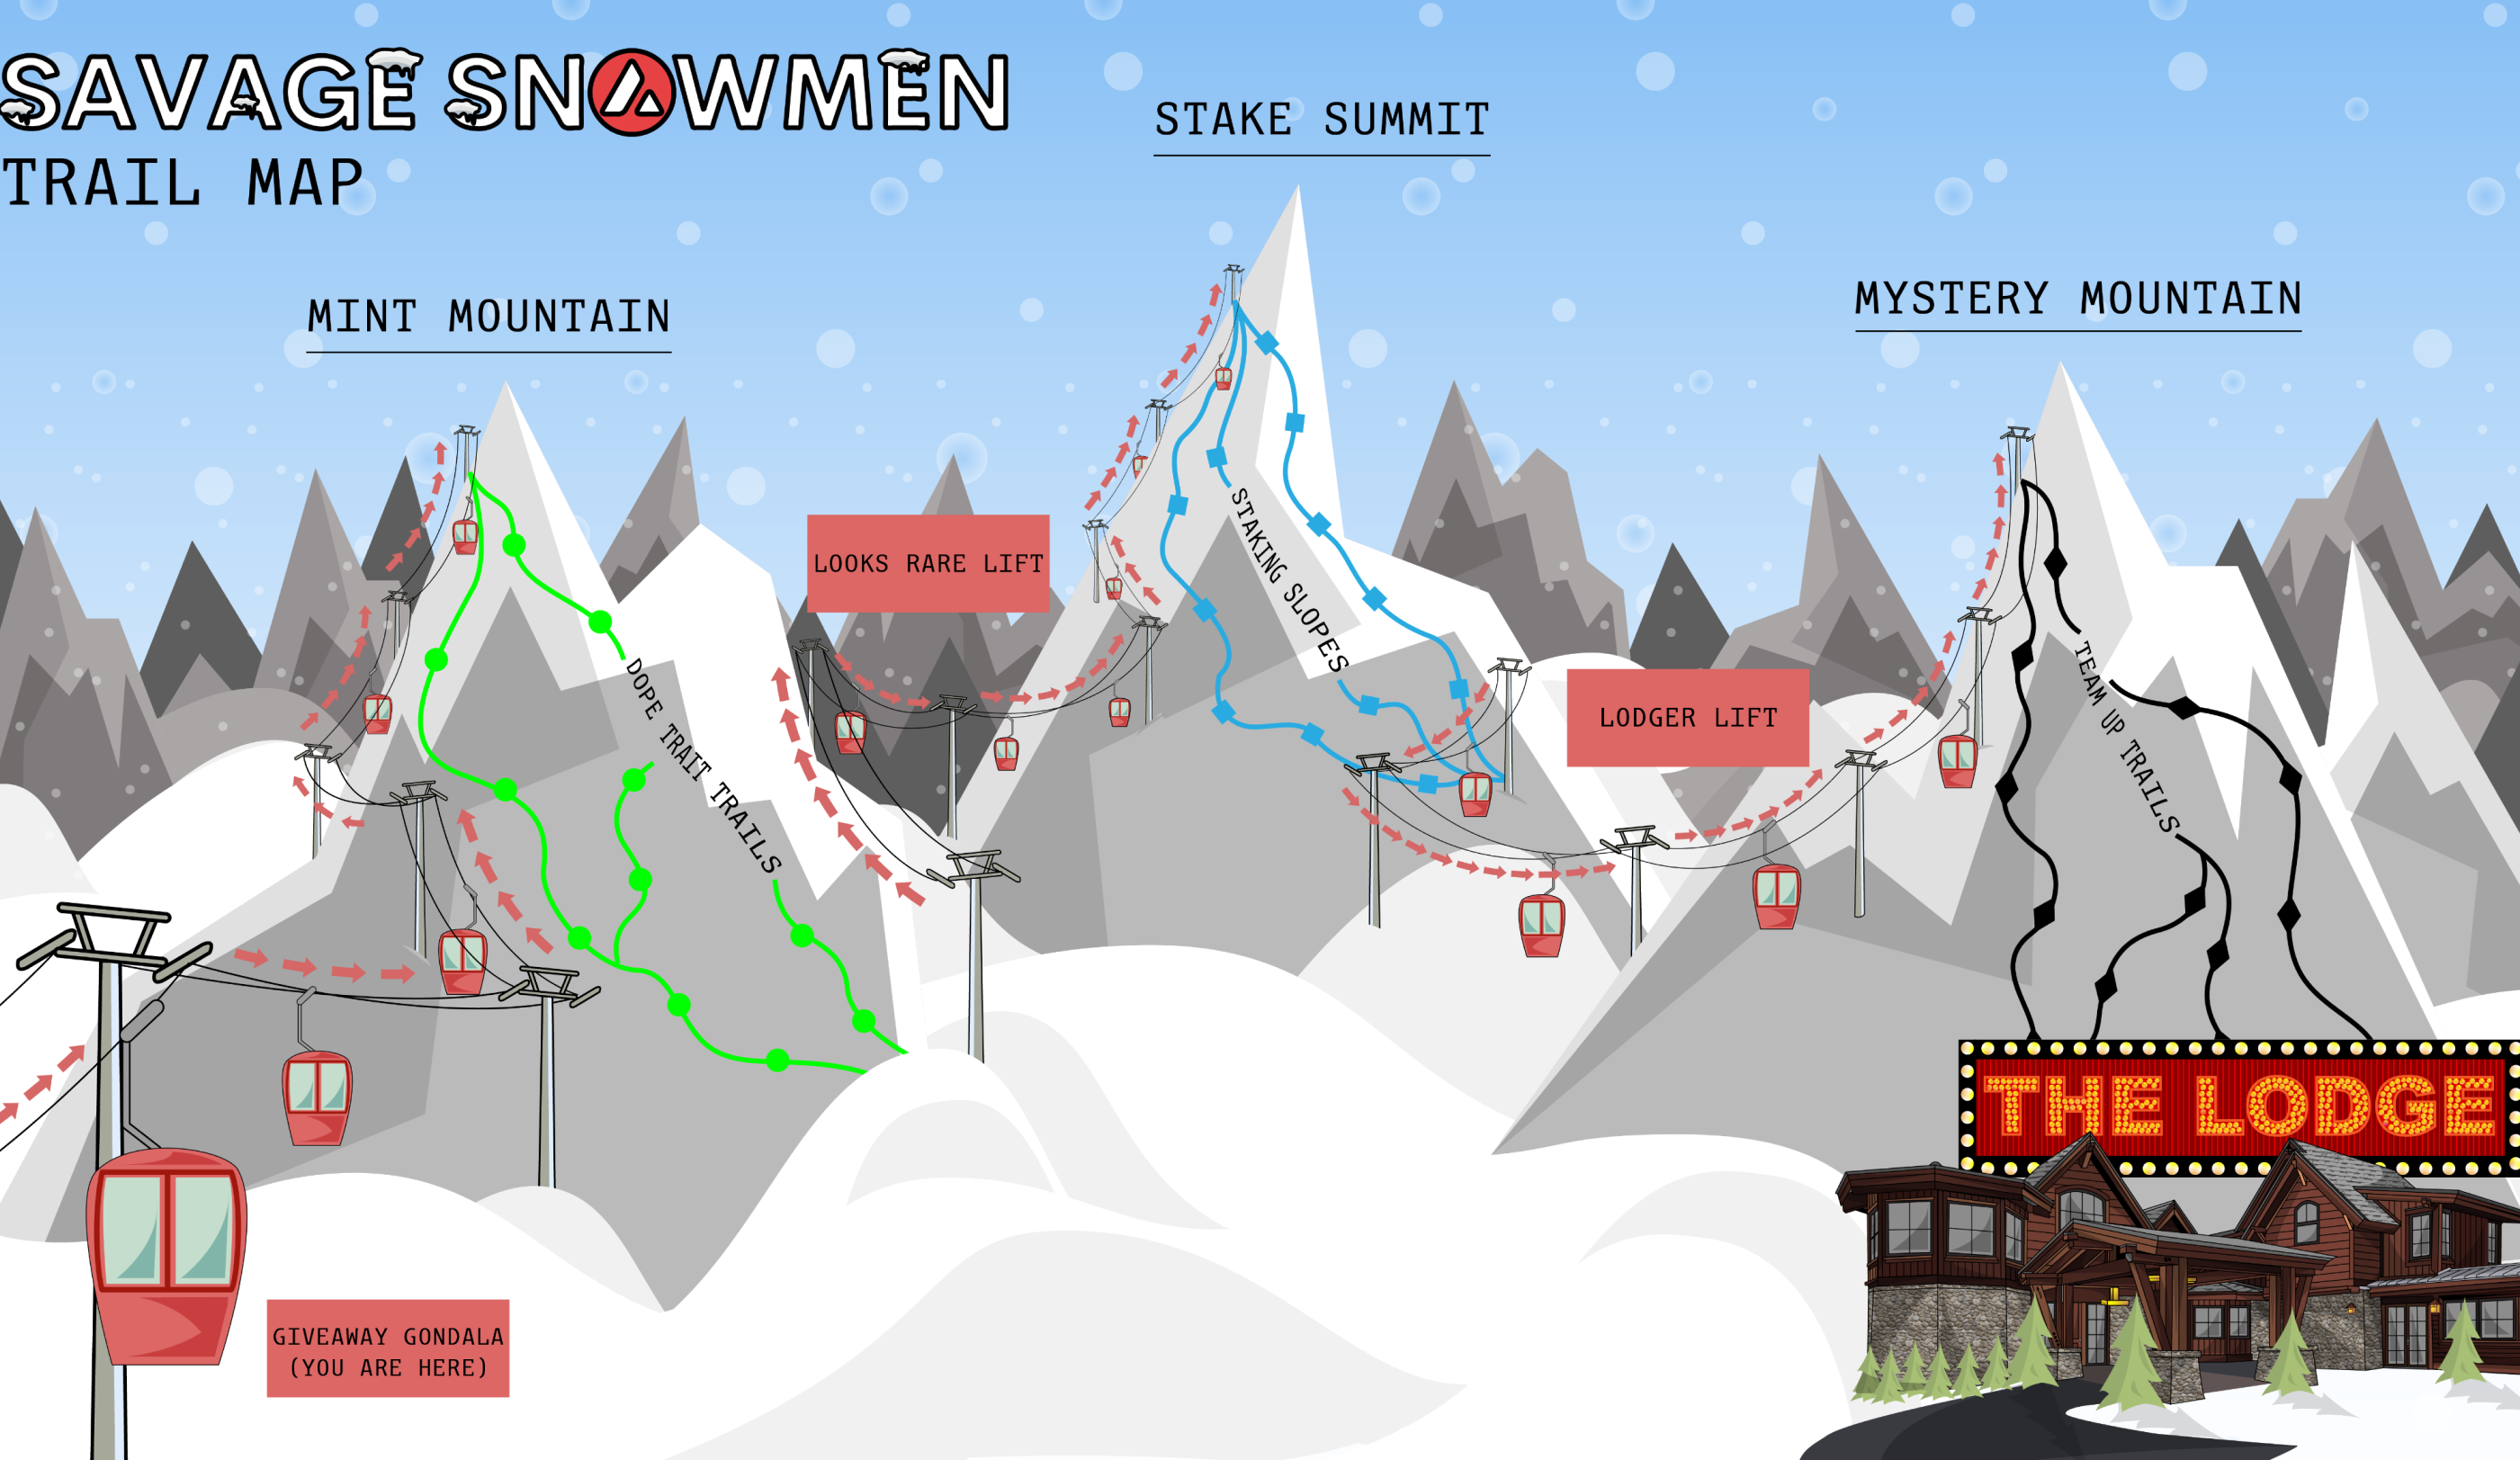 SAVAGE SNOWMEN
TRAIL MAP
STAKE SUMMIT
MINT MOUNTAIN
MYSTERY MOUNTAIN
LOOKS RARE LIFT
STAKING SLOPES
DOPE TRAIT TRAILS
LODGER LIFT
TEAM UP TRAILS
THE LODGE
GIVEAWAY GONDALA
(YOU ARE HERE)